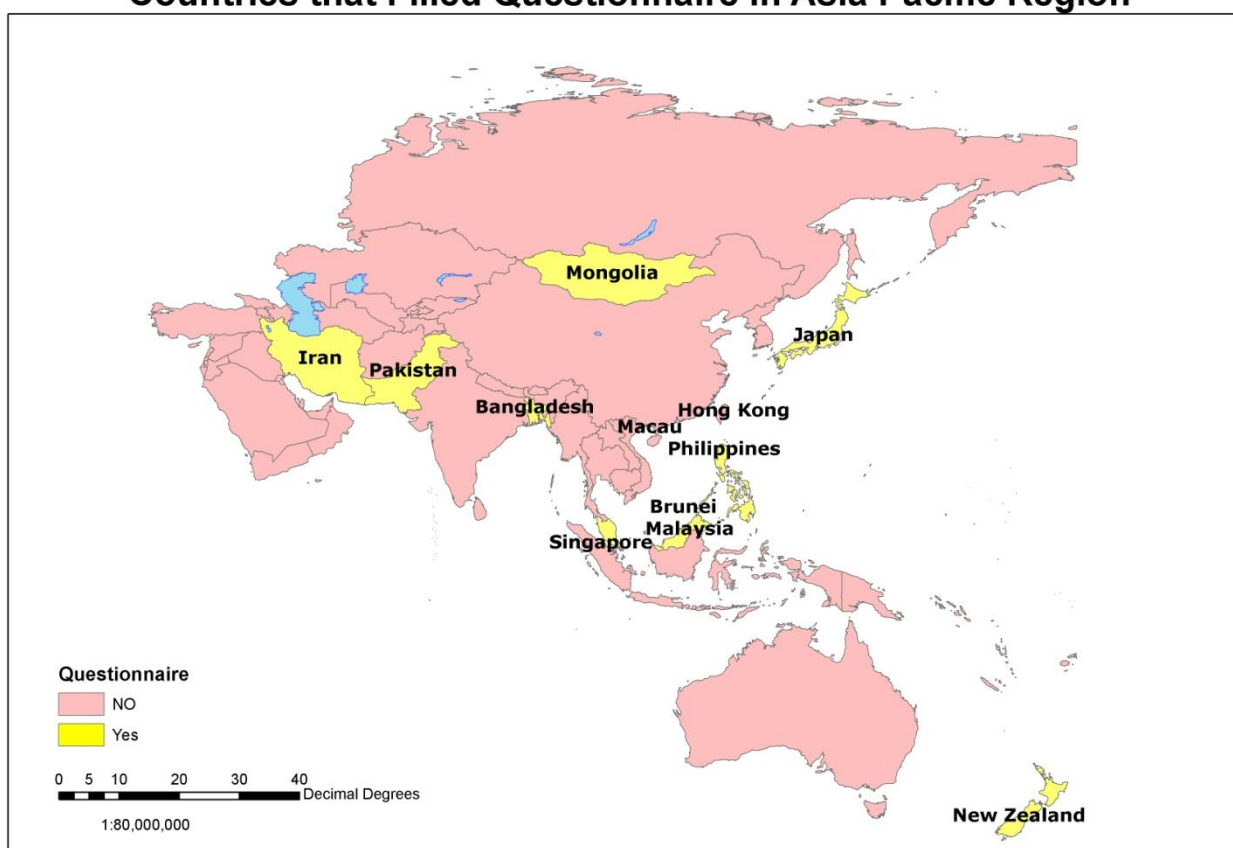 Countries that Filled Questionnaire in Asia Pacific Region
Mongolia
Japan
Iran
Pakistan
Bangladesh
Hong Kong
Macau
Philippines
Brunei
Malaysia
Singapore
New Zealand
Questionnaire
NO
Yes
0 5 10 20 30 40
Decimal Degrees
1:80,000,000